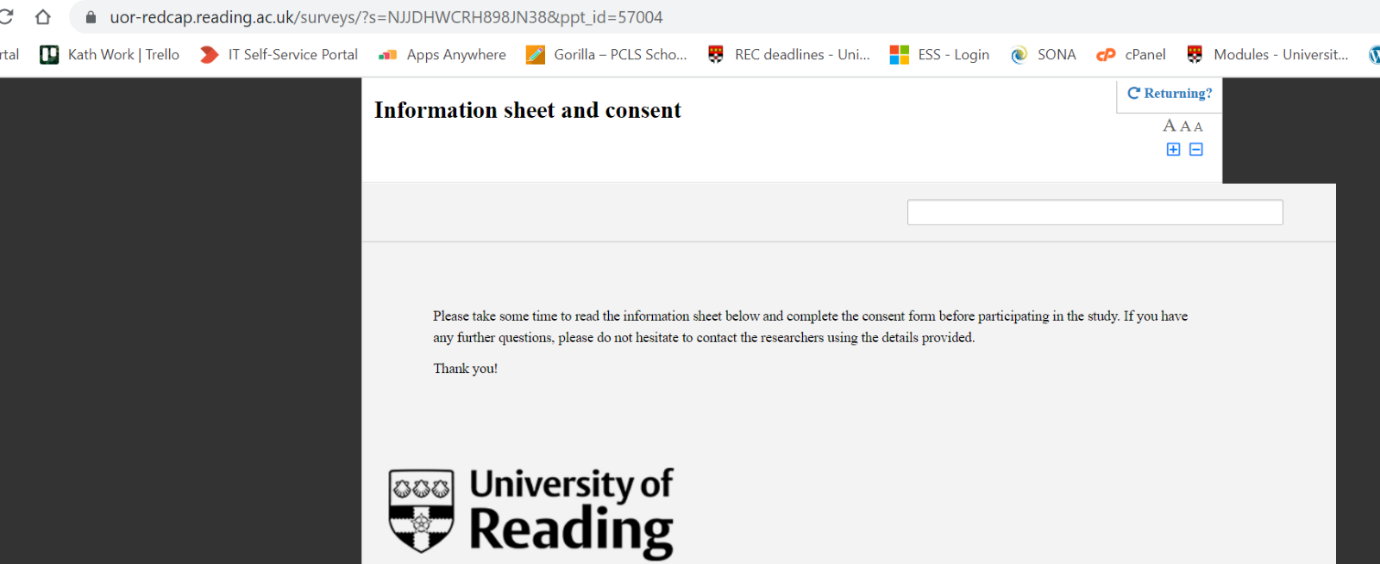 uor-redcap.reading.ac.uk/surveys/?s=NJJDHWCRH898JN38&ppt_id=57004
rtal Kath Work | Trello IT Self-Service Portal Apps Anywhere Gorilla – PCLS Scho... REC deadlines - Uni... ESS - Login SONA cP cPanel Modules - Universit...
Information sheet and consent
Returning?
A A A
Please take some time to read the information sheet below and complete the consent form before participating in the study. If you have
any further questions, please do not hesitate to contact the researchers using the details provided.
Thank you!
University of
Reading